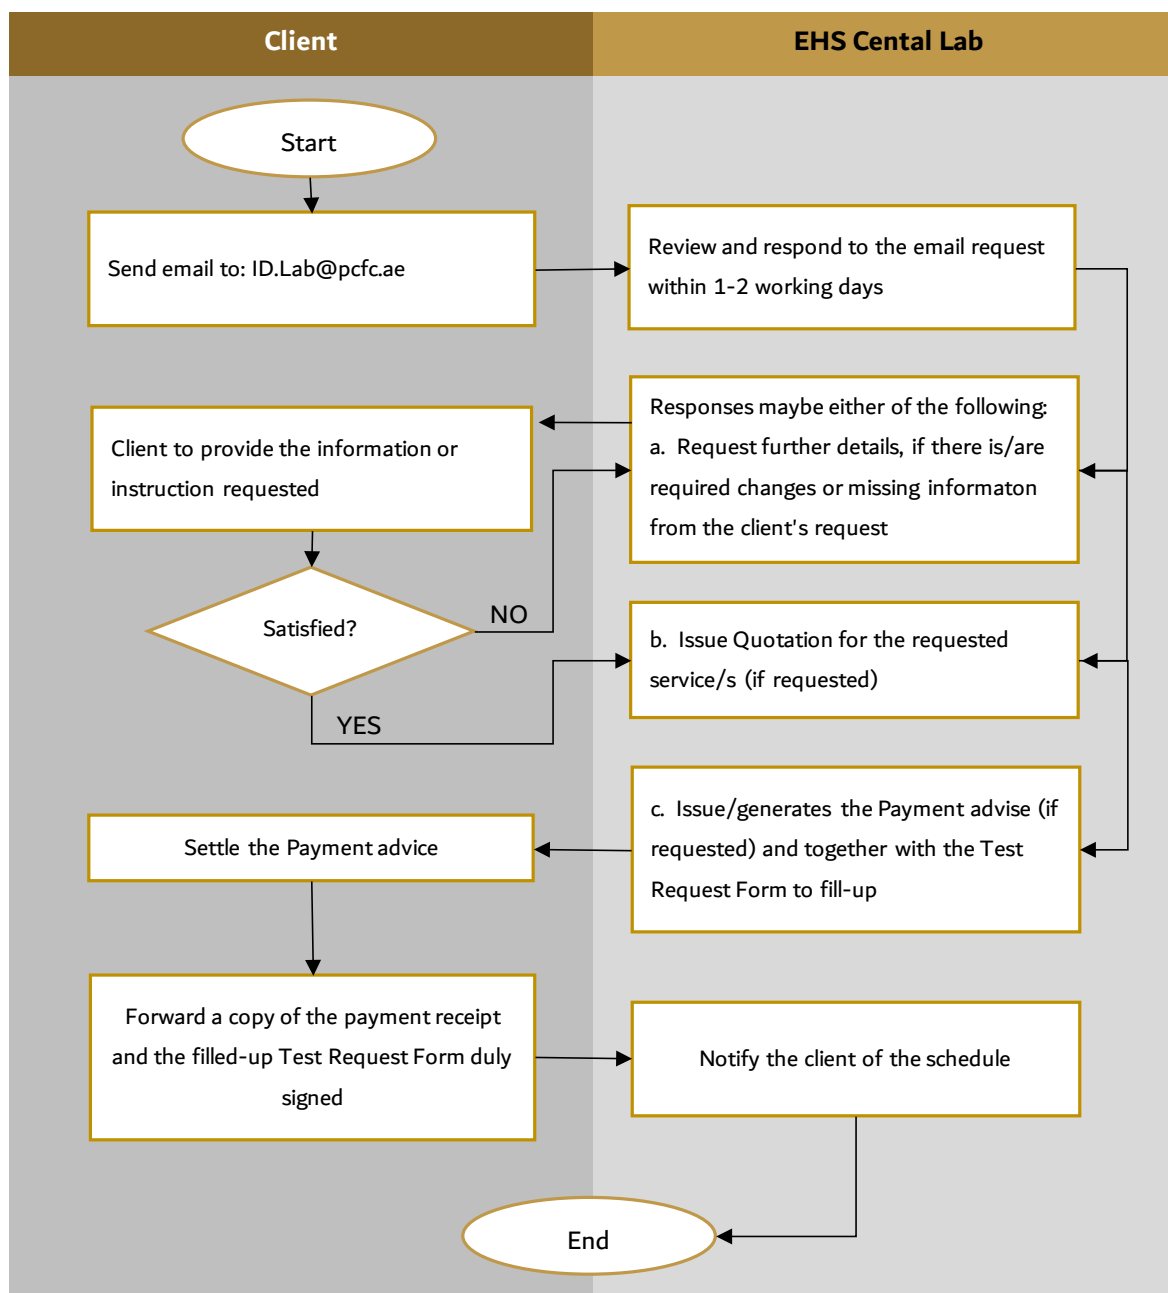 Client
EHS Cental Lab
Start
Send email to: ID.Lab@pcfc.ae
Review and respond to the email request
within 1-2 working days
Responses maybe either of the following:
a. Request further details, if there is/are
required changes or missing informaton
from the client's request
Client to provide the information or
instruction requested
Satisfied?
NO
YES
b. Issue Quotation for the requested
service/s (if requested)
c. Issue/generates the Payment advise (if
requested) and together with the Test
Request Form to fill-up
Settle the Payment advice
Forward a copy of the payment receipt
and the filled-up Test Request Form duly
signed
Notify the client of the schedule
End